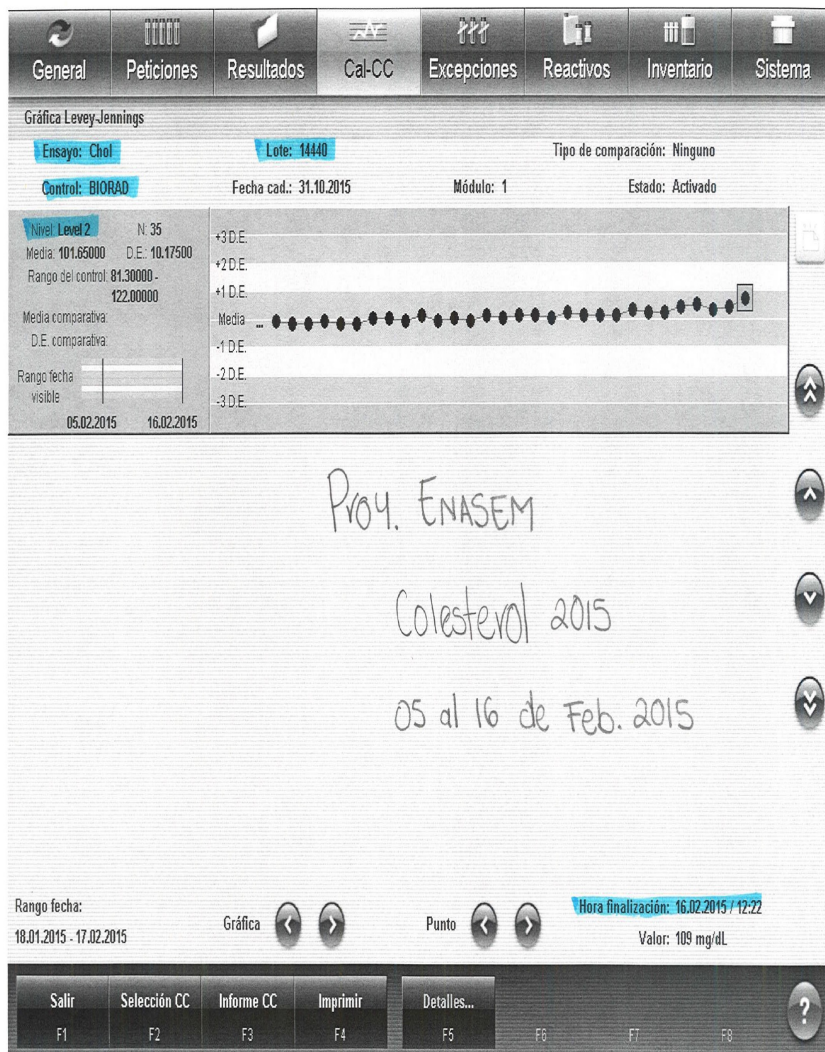 General Peticiones Resultados Cal-CC Excepciones Reactivos Inventario Sistema
Gráfica Levey-Jennings
Ensayo: Chol Lote: 14440 Tipo de comparación: Ninguno
Control: BIORAD Fecha cad.: 31.10.2015 Módulo: 1 Estado: Activado
Nivel: Level 2 N: 35
Media: 101.65000 D.E.: 10.17500
Rango del control: 81.30000 -
122.00000
Media comparativa:
D.E. comparativa:
Rango fecha
visible
05.02.2015 16.02.2015
+3 D.E.
+2 D.E.
+1 D.E.
Media ...
-1 D.E.
-2 D.E.
-3 D.E.
Proy. ENASEM
Colesterol 2015
05 al 16 de Feb. 2015
Rango fecha:
18.01.2015 - 17.02.2015
Gráfica
Punto
Hora finalización: 16.02.2015 / 12:22
Valor: 109 mg/dL
Salir Selección CC Informe CC Imprimir Detalles...
F1 F2 F3 F4 F5 F6 F7 F8
?